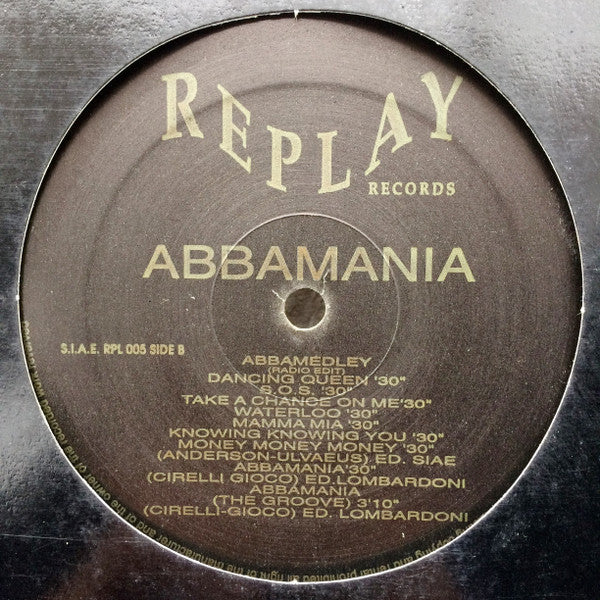 REPLAY
RECORDS
ABBAMANIA
S.I.A.E. RPL 005 SIDE B
ABBAMEDLEY
(RADIO EDIT)
DANCING QUEEN '30"
S.O.S. '30"
TAKE A CHANCE ON ME'30"
WATERLOO '30"
MAMMA MIA '30"
KNOWING KNOWING YOU '30"
MONEY MONEY MONEY '30"
(ANDERSON-ULVAEUS) ED. SIAE
ABBAMANIA'30"
(CIRELLI GIOCO) ED.LOMBARDONI
ABBAMANIA
(THE GROOVE) 3'10"
(CIRELLI-GIOCO) ED. LOMBARDONI